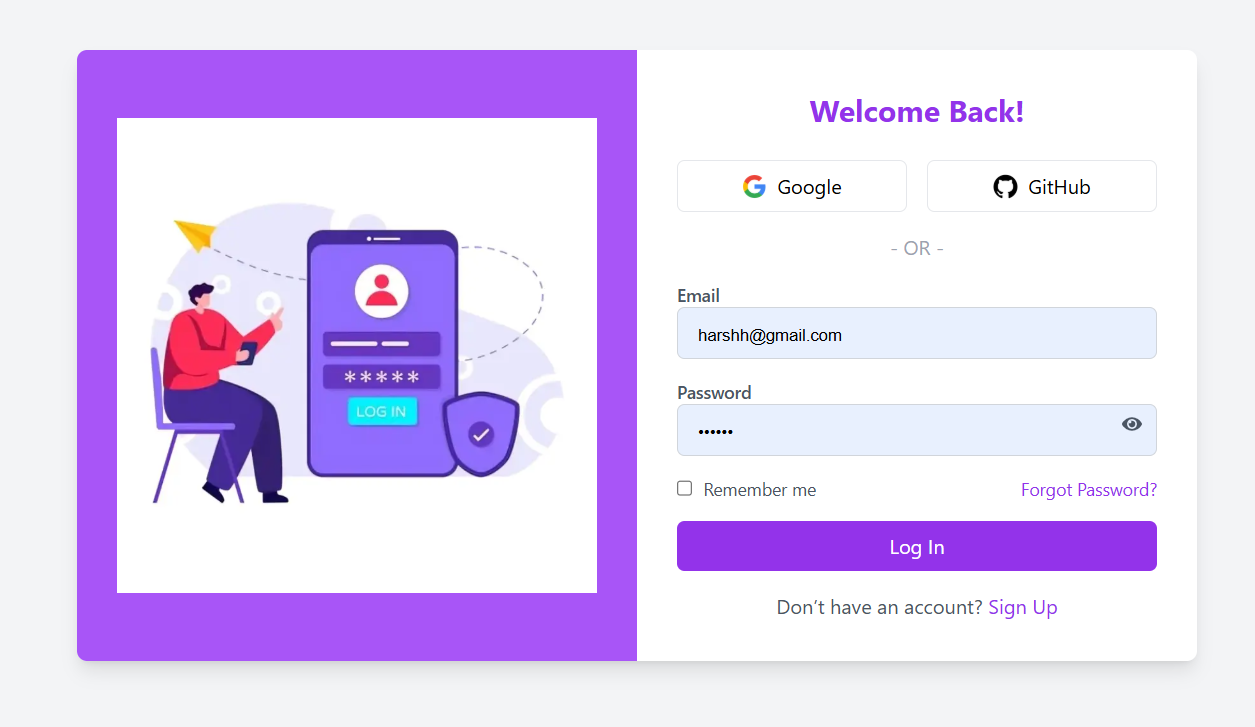 *****
LOG IN
Welcome Back!
Google
GitHub
- OR -
Email
harshh@gmail.com
Password
••••••
Remember me
Forgot Password?
Log In
Don’t have an account? Sign Up